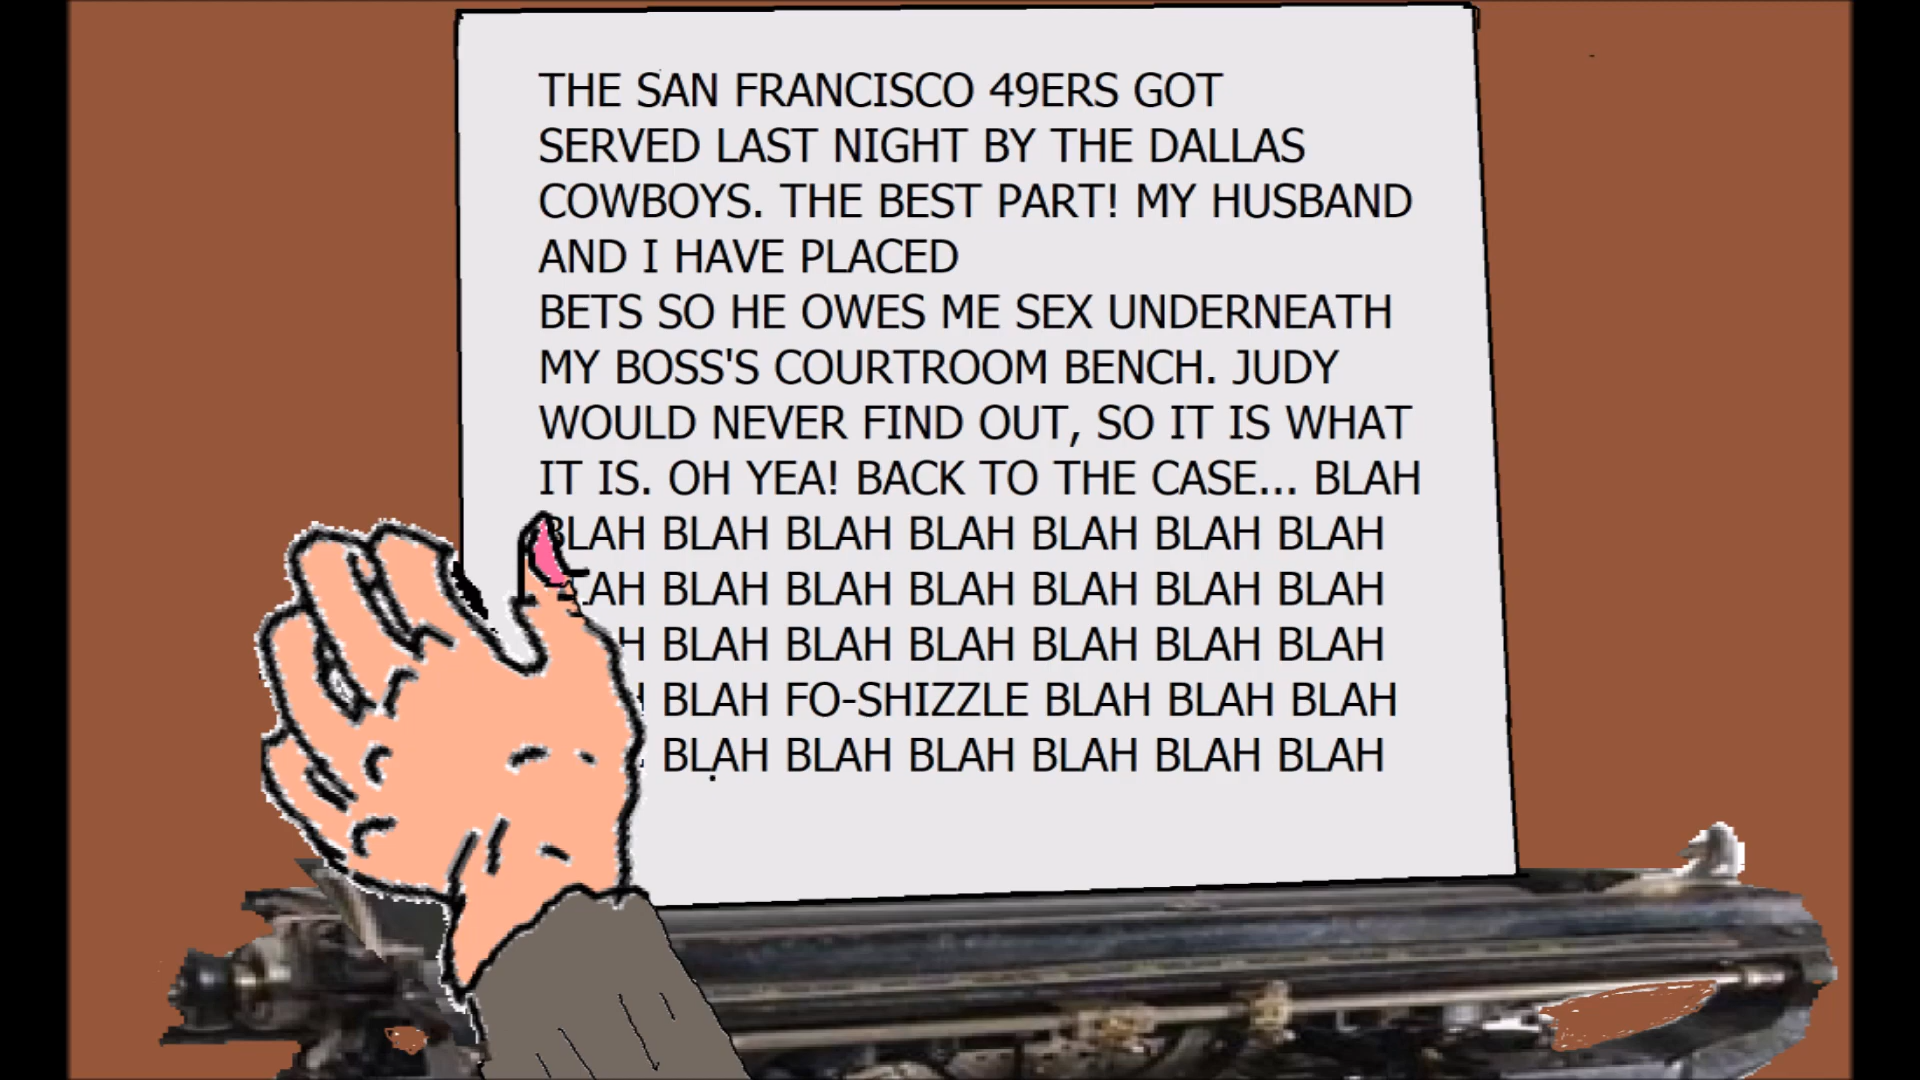 THE SAN FRANCISCO 49ERS GOT
SERVED LAST NIGHT BY THE DALLAS
COWBOYS. THE BEST PART! MY HUSBAND
AND I HAVE PLACED
BETS SO HE OWES ME SEX UNDERNEATH
MY BOSS'S COURTROOM BENCH. JUDY
WOULD NEVER FIND OUT, SO IT IS WHAT
IT IS. OH YEA! BACK TO THE CASE... BLAH
BLAH BLAH BLAH BLAH BLAH BLAH BLAH
BLAH BLAH BLAH BLAH BLAH BLAH
BLAH BLAH BLAH BLAH BLAH BLAH
BLAH FO-SHIZZLE BLAH BLAH BLAH
BLAH BLAH BLAH BLAH BLAH BLAH